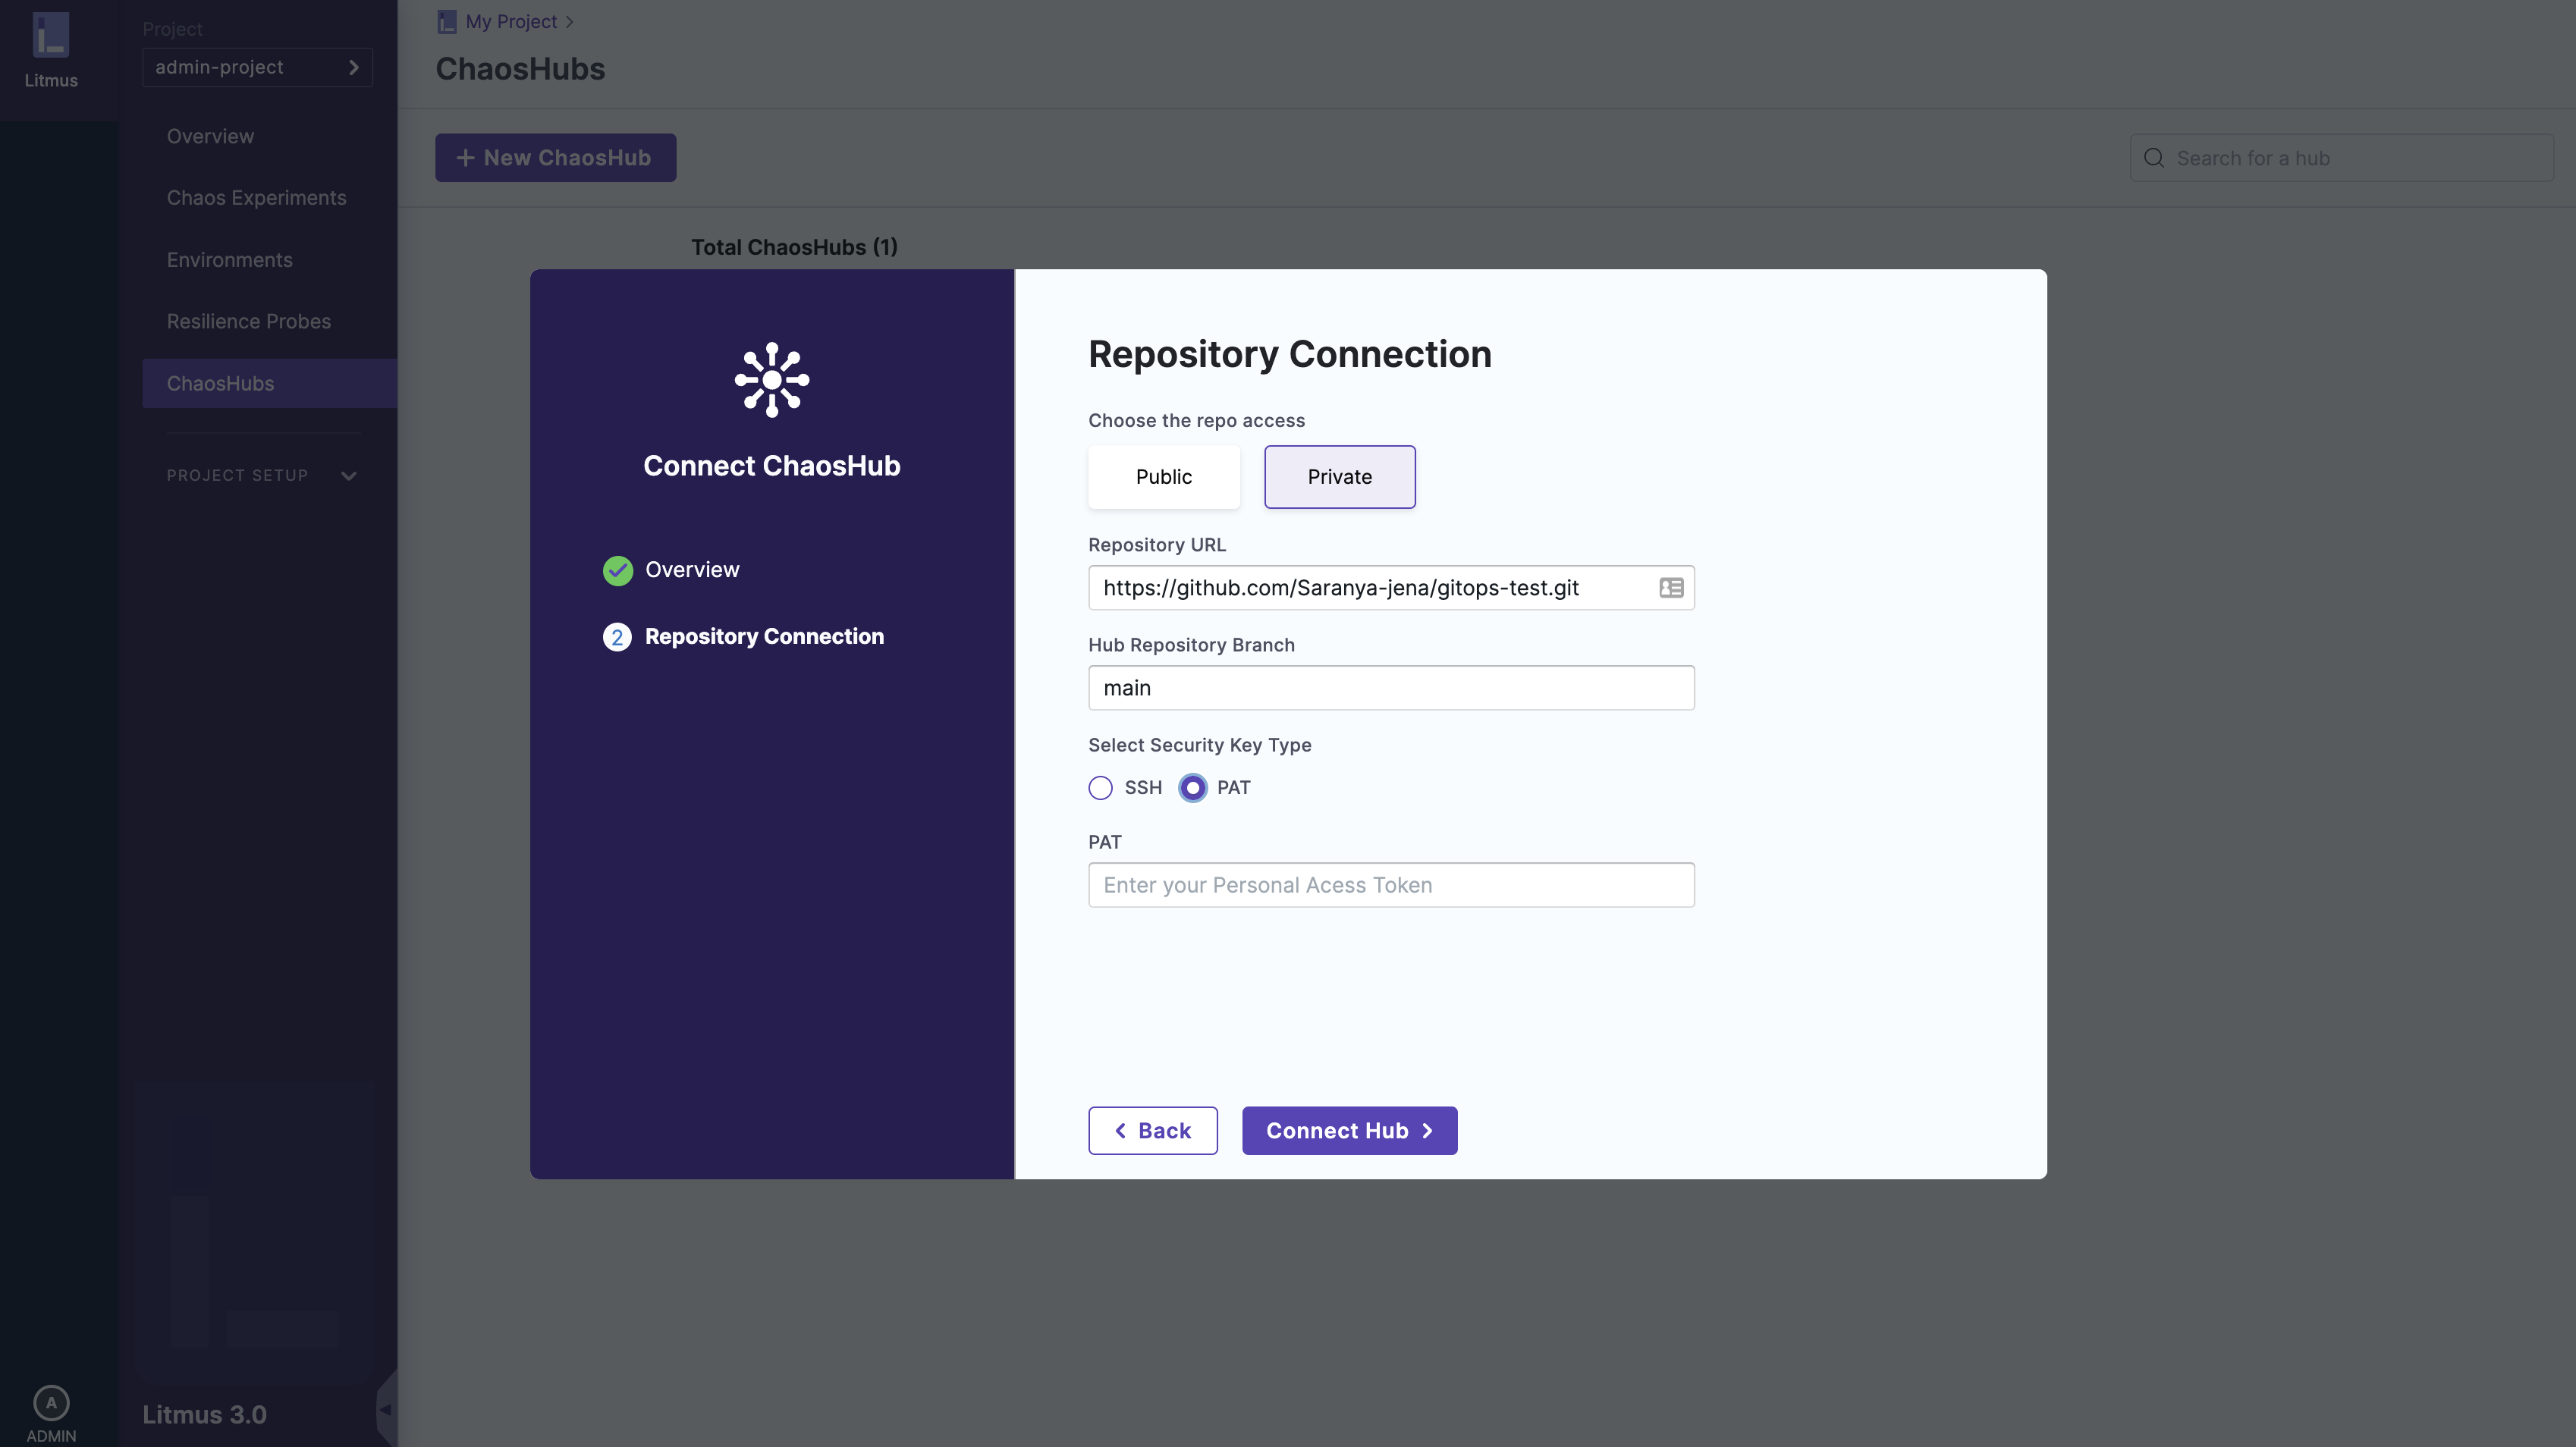 Litmus
Project
admin-project
Overview
Chaos Experiments
Environments
Resilience Probes
ChaosHubs
PROJECT SETUP
Litmus 3.0
A
ADMIN
My Project
ChaosHubs
+ New ChaosHub
Search for a hub
Total ChaosHubs (1)
Connect ChaosHub
Overview
2 Repository Connection
Repository Connection
Choose the repo access
Public Private
Repository URL
https://github.com/Saranya-jena/gitops-test.git
Hub Repository Branch
main
Select Security Key Type
SSH PAT
PAT
Enter your Personal Acess Token
Back Connect Hub